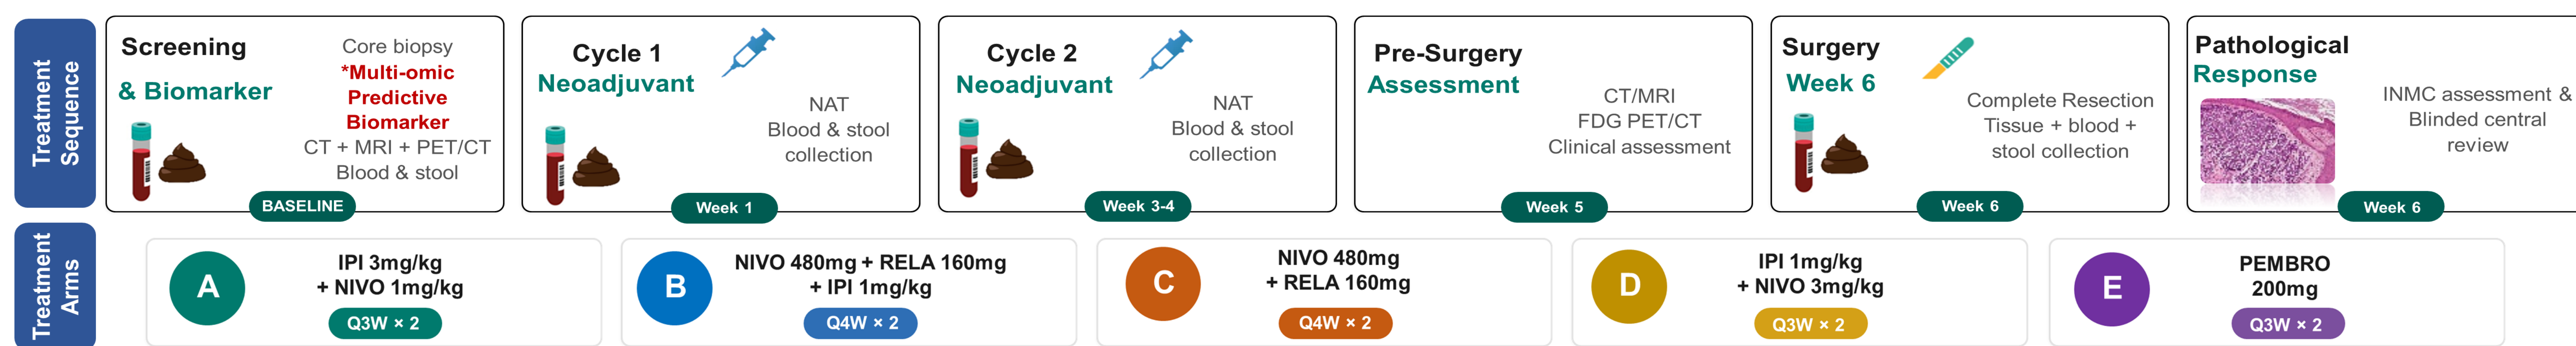 Treatment
Sequence
Screening
& Biomarker
Core biopsy
*Multi-omic
Predictive
Biomarker
CT + MRI + PET/CT
Blood & stool
BASELINE
Cycle 1
Neoadjuvant
NAT
Blood & stool
collection
Week 1
Cycle 2
Neoadjuvant
NAT
Blood & stool
collection
Week 3-4
Pre-Surgery
Assessment
CT/MRI
FDG PET/CT
Clinical assessment
Week 5
Surgery
Week 6
Complete Resection
Tissue + blood +
stool collection
Week 6
Pathological
Response
INMC assessment &
Blinded central
review
Week 6
Treatment
Arms
A
IPI 3mg/kg
+ NIVO 1mg/kg
Q3W × 2
B
NIVO 480mg + RELA 160mg
+ IPI 1mg/kg
Q4W × 2
C
NIVO 480mg
+ RELA 160mg
Q4W × 2
D
IPI 1mg/kg
+ NIVO 3mg/kg
Q3W × 2
E
PEMBRO
200mg
Q3W × 2